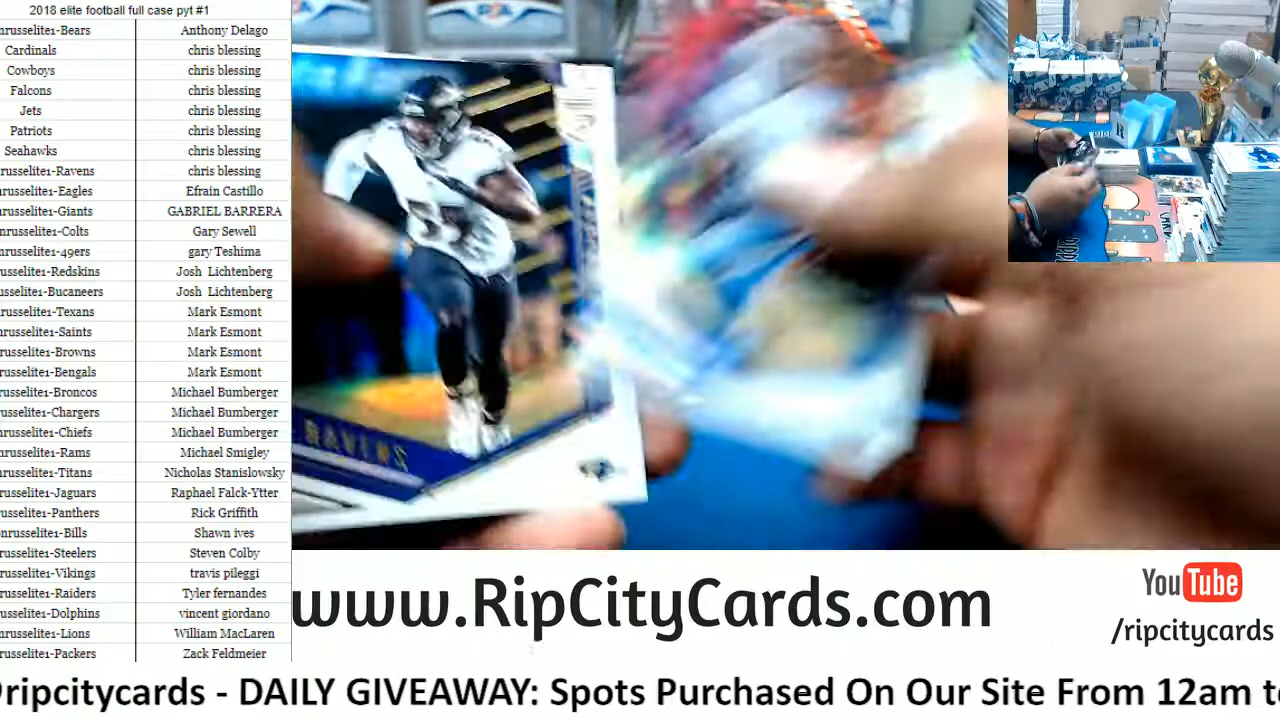 2018 elite football full case pyt #1
nrusselite1-Bears Anthony Delago
Cardinals chris blessing
Cowboys chris blessing
Falcons chris blessing
Jets chris blessing
Patriots chris blessing
Seahawks chris blessing
russelite1-Ravens chris blessing
nrusselite1-Eagles Efrain Castillo
nrusselite1-Giants GABRIEL BARRERA
nrusselite1-Colts Gary Sewell
nrusselite1-49ers gary Teshima
usselite1-Redskins Josh Lichtenberg
sselite1-Bucaneers Josh Lichtenberg
russelite1-Texans Mark Esmont
nrusselite1-Saints Mark Esmont
russelite1-Browns Mark Esmont
russelite1-Bengals Mark Esmont
russelite1-Broncos Michael Bumberger
usselite1-Chargers Michael Bumberger
nrusselite1-Chiefs Michael Bumberger
nrusselite1-Rams Michael Smigley
nrusselite1-Titans Nicholas Stanislowsky
russelite1-Jaguars Raphael Falck-Ytter
russelite1-Panthers Rick Griffith
onrusselite1-Bills Shawn ives
russelite1-Steelers Steven Colby
russelite1-Vikings travis pileggi
russelite1-Raiders Tyler fernandes
russelite1-Dolphins vincent giordano
nrusselite1-Lions William MacLaren
russelite1-Packers Zack Feldmeier
RAVENS
www.RipCityCards.com
YouTube
/ripcitycards
ripcitycards - DAILY GIVEAWAY: Spots Purchased On Our Site From 12am to